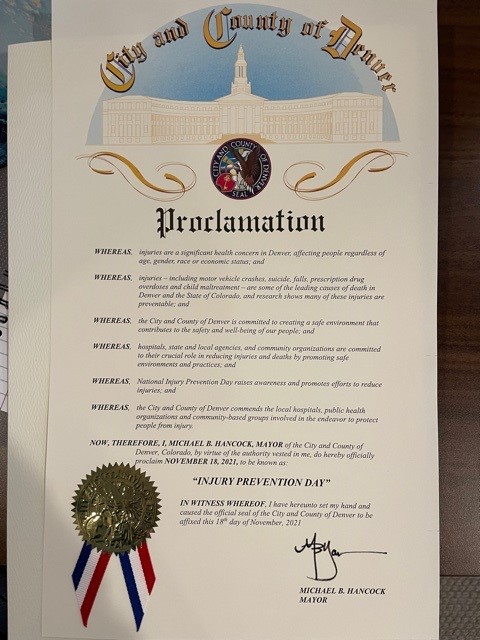 City and County of Denver
CITY AND COUNTY OF DENVER
SEAL
Proclamation
WHEREAS, injuries are a significant health concern in Denver, affecting people regardless of
age, gender, race or economic status; and
WHEREAS, injuries – including motor vehicle crashes, suicide, falls, prescription drug
overdoses and child maltreatment – are some of the leading causes of death in
Denver and the State of Colorado, and research shows many of these injuries are
preventable; and
WHEREAS, the City and County of Denver is committed to creating a safe environment that
contributes to the safety and well-being of our people; and
WHEREAS, hospitals, state and local agencies, and community organizations are committed
to their crucial role in reducing injuries and deaths by promoting safe
environments and practices; and
WHEREAS, National Injury Prevention Day raises awareness and promotes efforts to reduce
injuries; and
WHEREAS, the City and County of Denver commends the local hospitals, public health
organizations and community-based groups involved in the endeavor to protect
people from injury.
NOW, THEREFORE, I, MICHAEL B. HANCOCK, MAYOR of the City and County of
Denver, Colorado, by virtue of the authority vested in me, do hereby officially
proclaim NOVEMBER 18, 2021, to be known as:
“INJURY PREVENTION DAY”
IN WITNESS WHEREOF, I have hereunto set my hand and
caused the official seal of the City and County of Denver to be
affixed this 18th day of November, 2021
MICHAEL B. HANCOCK
MAYOR